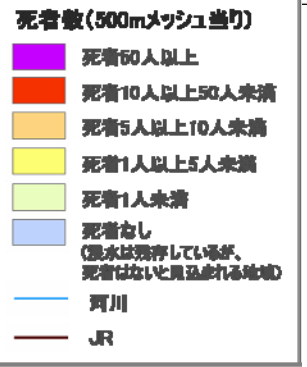 死者数(500mメッシュ当り)
死者50人以上
死者10人以上50人未満
死者5人以上10人未満
死者1人以上5人未満
死者1人未満
死者なし
(浸水は残存しているが、
死者はないと見込まれる地域)
河川
JR